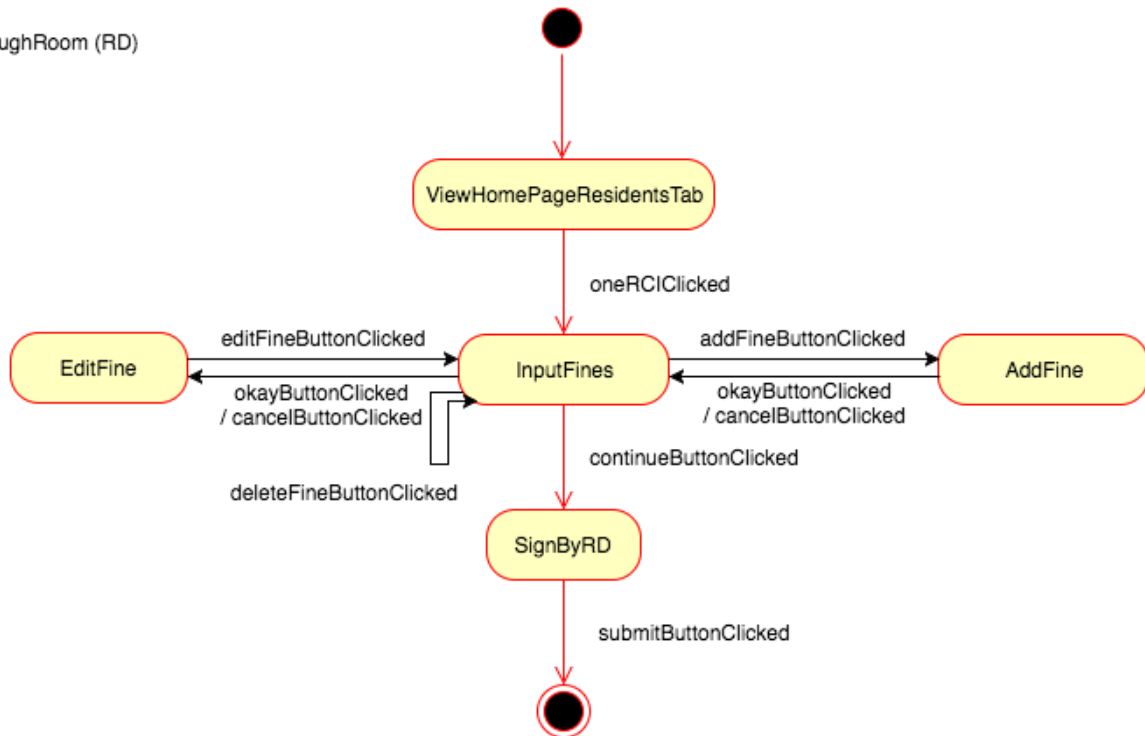 ughRoom (RD)
ViewHomePageResidentsTab
oneRCIClicked
editFineButtonClicked
addFineButtonClicked
EditFine
InputFines
AddFine
okayButtonClicked
/ cancelButtonClicked
okayButtonClicked
/ cancelButtonClicked
continueButtonClicked
deleteFineButtonClicked
SignByRD
submitButtonClicked